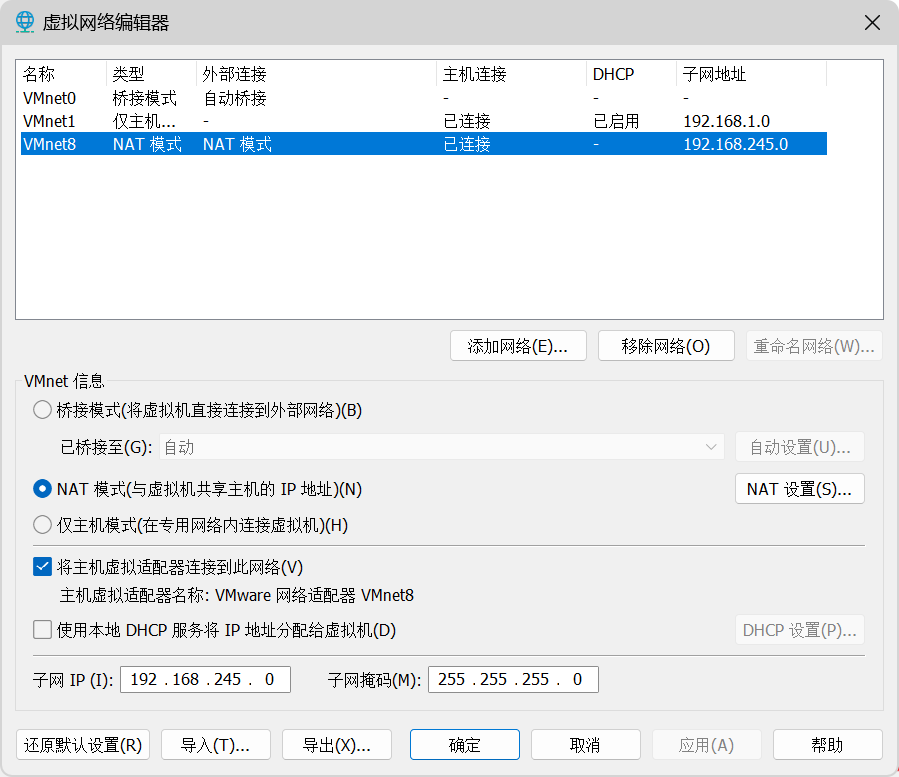 虚拟网络编辑器
名称 类型 外部连接 主机连接 DHCP 子网地址
VMnet0 桥接模式 自动桥接 - - -
VMnet1 仅主机... - 已连接 已启用 192.168.1.0
VMnet8 NAT 模式 NAT 模式 已连接 - 192.168.245.0
添加网络(E)... 移除网络(O) 重命名网络(W)...
VMnet 信息
桥接模式(将虚拟机直接连接到外部网络)(B)
已桥接至(G): 自动 自动设置(U)...
NAT 模式(与虚拟机共享主机的 IP 地址)(N) NAT 设置(S)...
仅主机模式(在专用网络内连接虚拟机)(H)
将主机虚拟适配器连接到此网络(V)
主机虚拟适配器名称: VMware 网络适配器 VMnet8
使用本地 DHCP 服务将 IP 地址分配给虚拟机(D) DHCP 设置(P)...
子网 IP (I): 192 . 168 . 245 . 0 子网掩码(M): 255 . 255 . 255 . 0
还原默认设置(R) 导入(T)... 导出(X)... 确定 取消 应用(A) 帮助